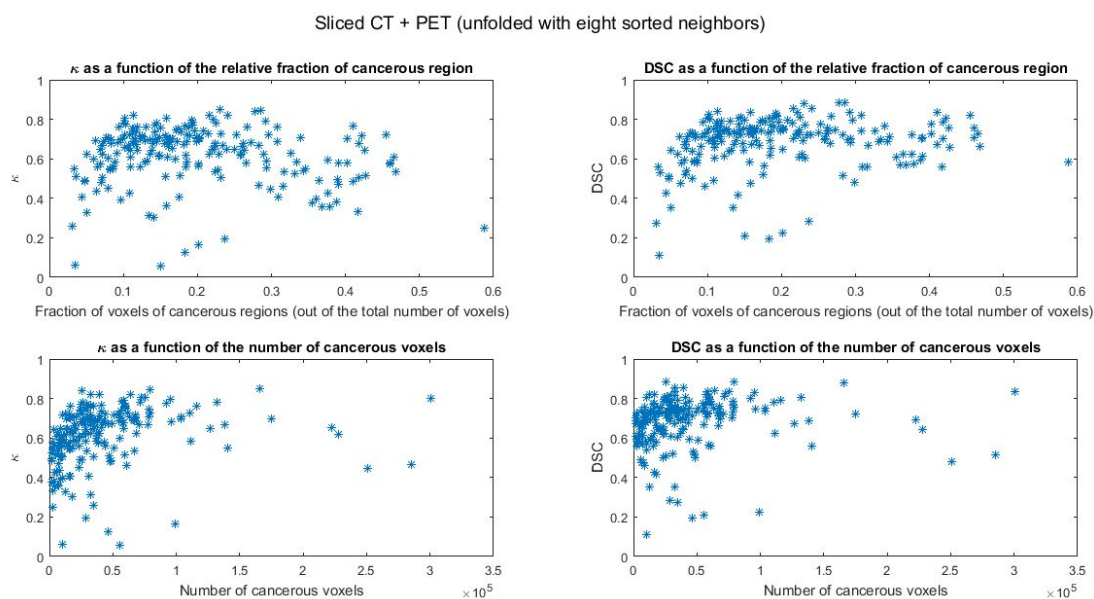 Sliced CT + PET (unfolded with eight sorted neighbors)
κ as a function of the relative fraction of cancerous region
1
0.8
0.6
0.4
0.2
0
κ
0 0.1 0.2 0.3 0.4 0.5 0.6
Fraction of voxels of cancerous regions (out of the total number of voxels)
DSC as a function of the relative fraction of cancerous region
1
0.8
0.6
0.4
0.2
0
DSC
0 0.1 0.2 0.3 0.4 0.5 0.6
Fraction of voxels of cancerous regions (out of the total number of voxels)
κ as a function of the number of cancerous voxels
1
0.8
0.6
0.4
0.2
0
κ
0 0.5 1 1.5 2 2.5 3 3.5
Number of cancerous voxels
×10⁵
DSC as a function of the number of cancerous voxels
1
0.8
0.6
0.4
0.2
0
DSC
0 0.5 1 1.5 2 2.5 3 3.5
Number of cancerous voxels
×10⁵